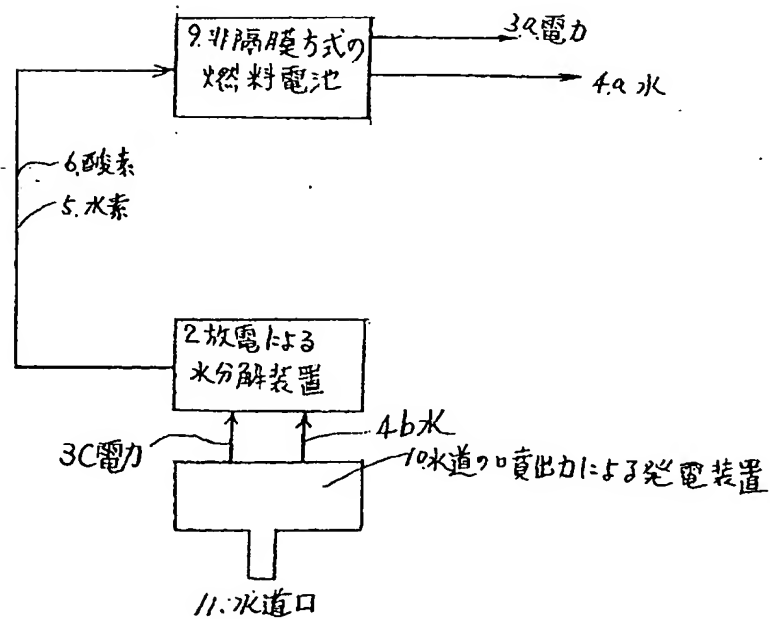 9.非隔膜方式の
燃料電池
3.a.電力
4.a 水
6.酸素
5.水素
2放電による
水分解装置
3C電力
4b水
10.水道の噴出力による発電装置
11.水道口